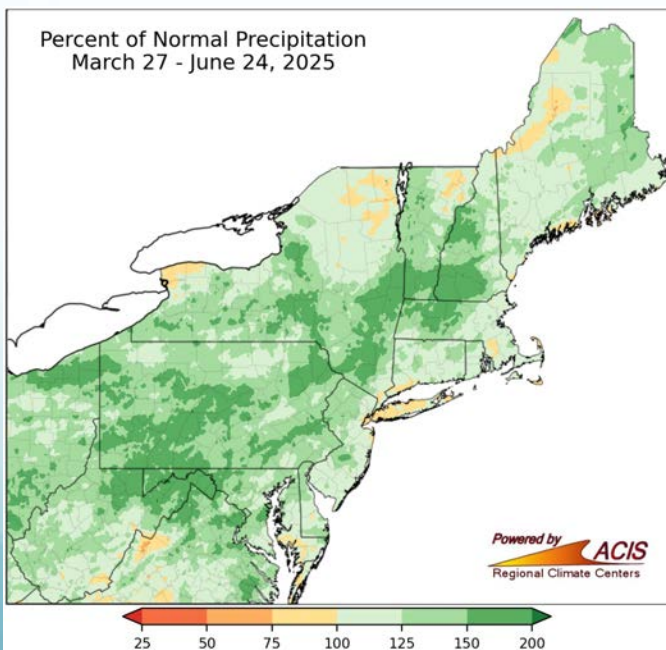 Percent of Normal Precipitation
March 27 - June 24, 2025
Powered by
ACIS
Regional Climate Centers
25 50 75 100 125 150 200